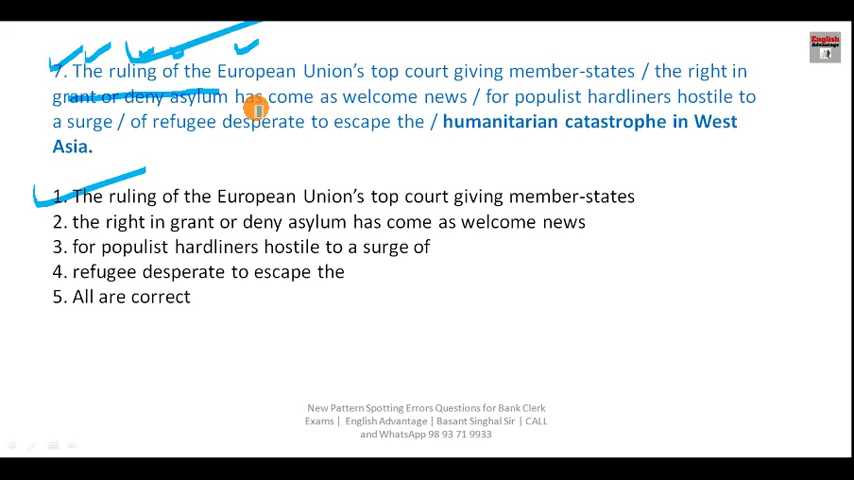 English
Advantage
7. The ruling of the European Union's top court giving member-states / the right in
grant or deny asylum has come as welcome news / for populist hardliners hostile to
a surge / of refugee desperate to escape the / humanitarian catastrophe in West
Asia.
1. The ruling of the European Union's top court giving member-states
2. the right in grant or deny asylum has come as welcome news
3. for populist hardliners hostile to a surge of
4. refugee desperate to escape the
5. All are correct
New Pattern Spotting Errors Questions for Bank Clerk
Exams | English Advantage | Basant Singhal Sir | CALL
and WhatsApp 98 93 71 9933